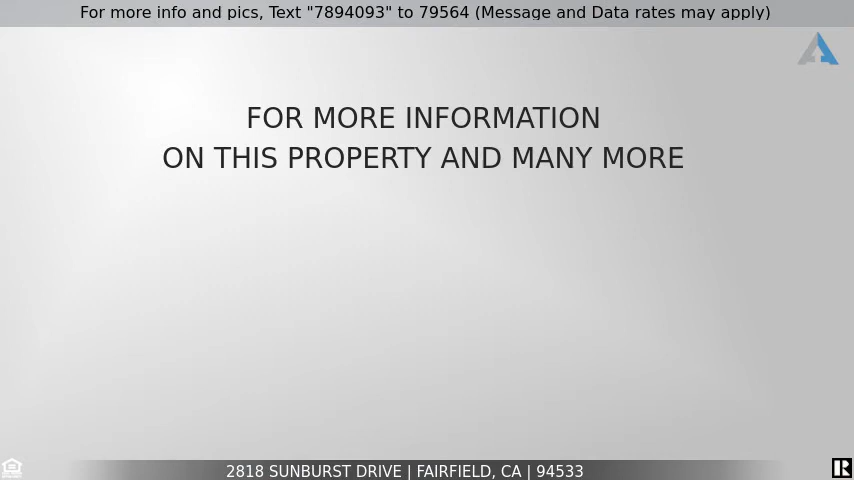 For more info and pics, Text "7894093" to 79564 (Message and Data rates may apply)
FOR MORE INFORMATION
ON THIS PROPERTY AND MANY MORE
2818 SUNBURST DRIVE | FAIRFIELD, CA | 94533